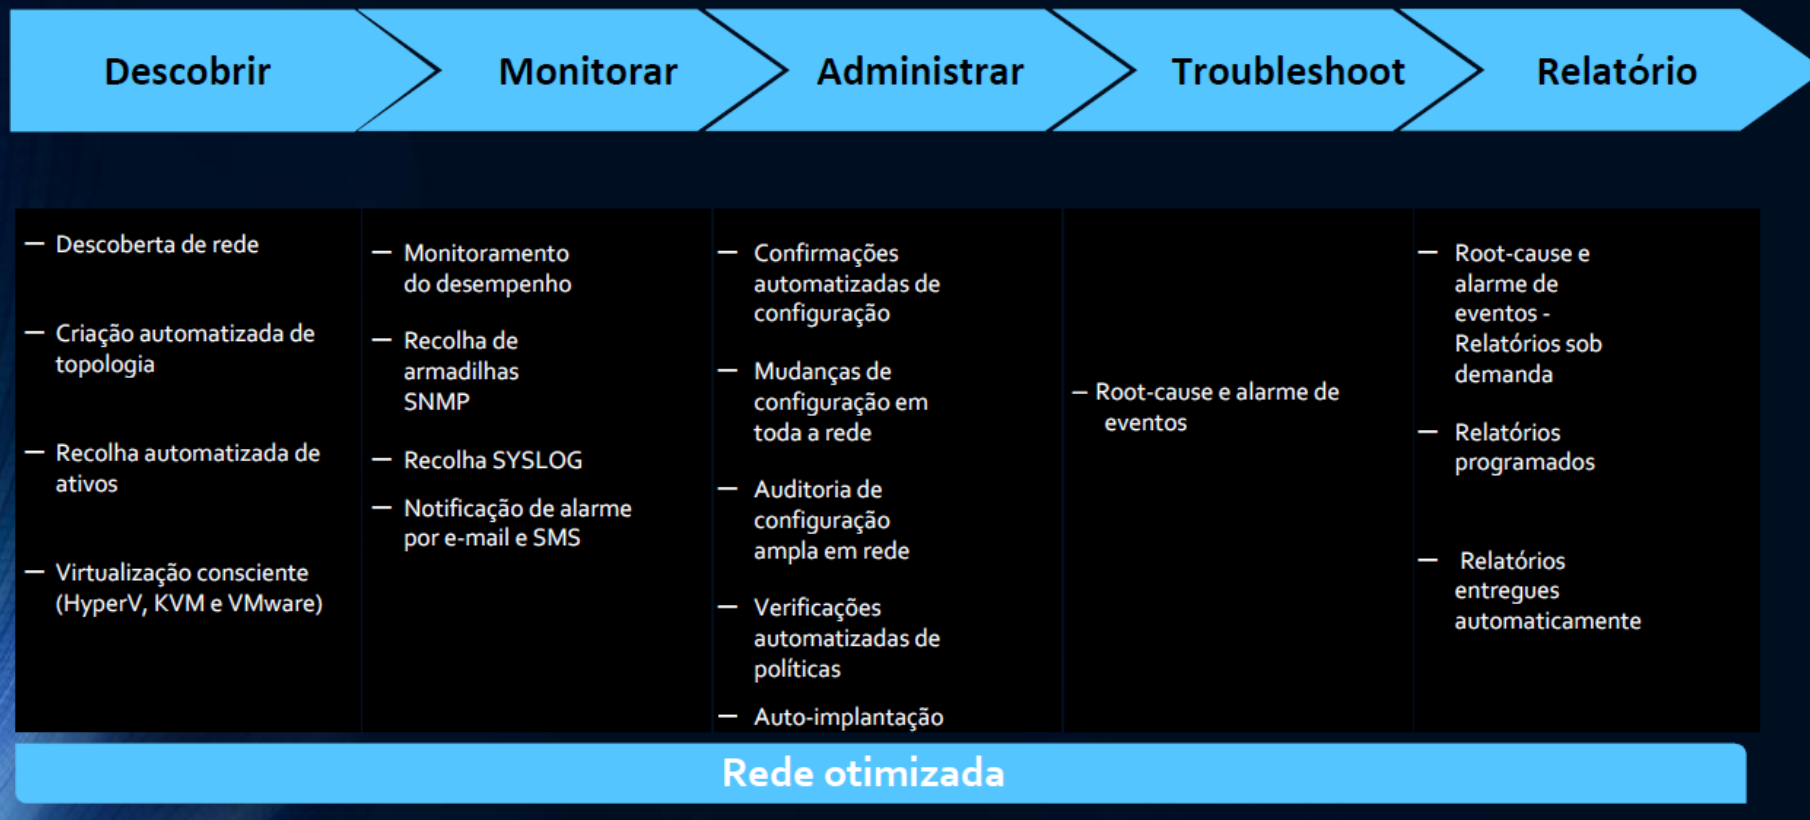 Descobrir
Monitorar
Administrar
Troubleshoot
Relatório
— Descoberta de rede
— Criação automatizada de
topologia
— Recolha automatizada de
ativos
— Virtualização consciente
(HyperV, KVM e VMware)
— Monitoramento
do desempenho
— Recolha de
armadilhas
SNMP
— Recolha SYSLOG
— Notificação de alarme
por e-mail e SMS
— Confirmações
automatizadas de
configuração
— Mudanças de
configuração em
toda a rede
— Auditoria de
configuração
ampla em rede
— Verificações
automatizadas de
políticas
— Auto-implantação
— Root-cause e alarme de
eventos
— Root-cause e
alarme de
eventos -
Relatórios sob
demanda
— Relatórios
programados
— Relatórios
entregues
automaticamente
Rede otimizada